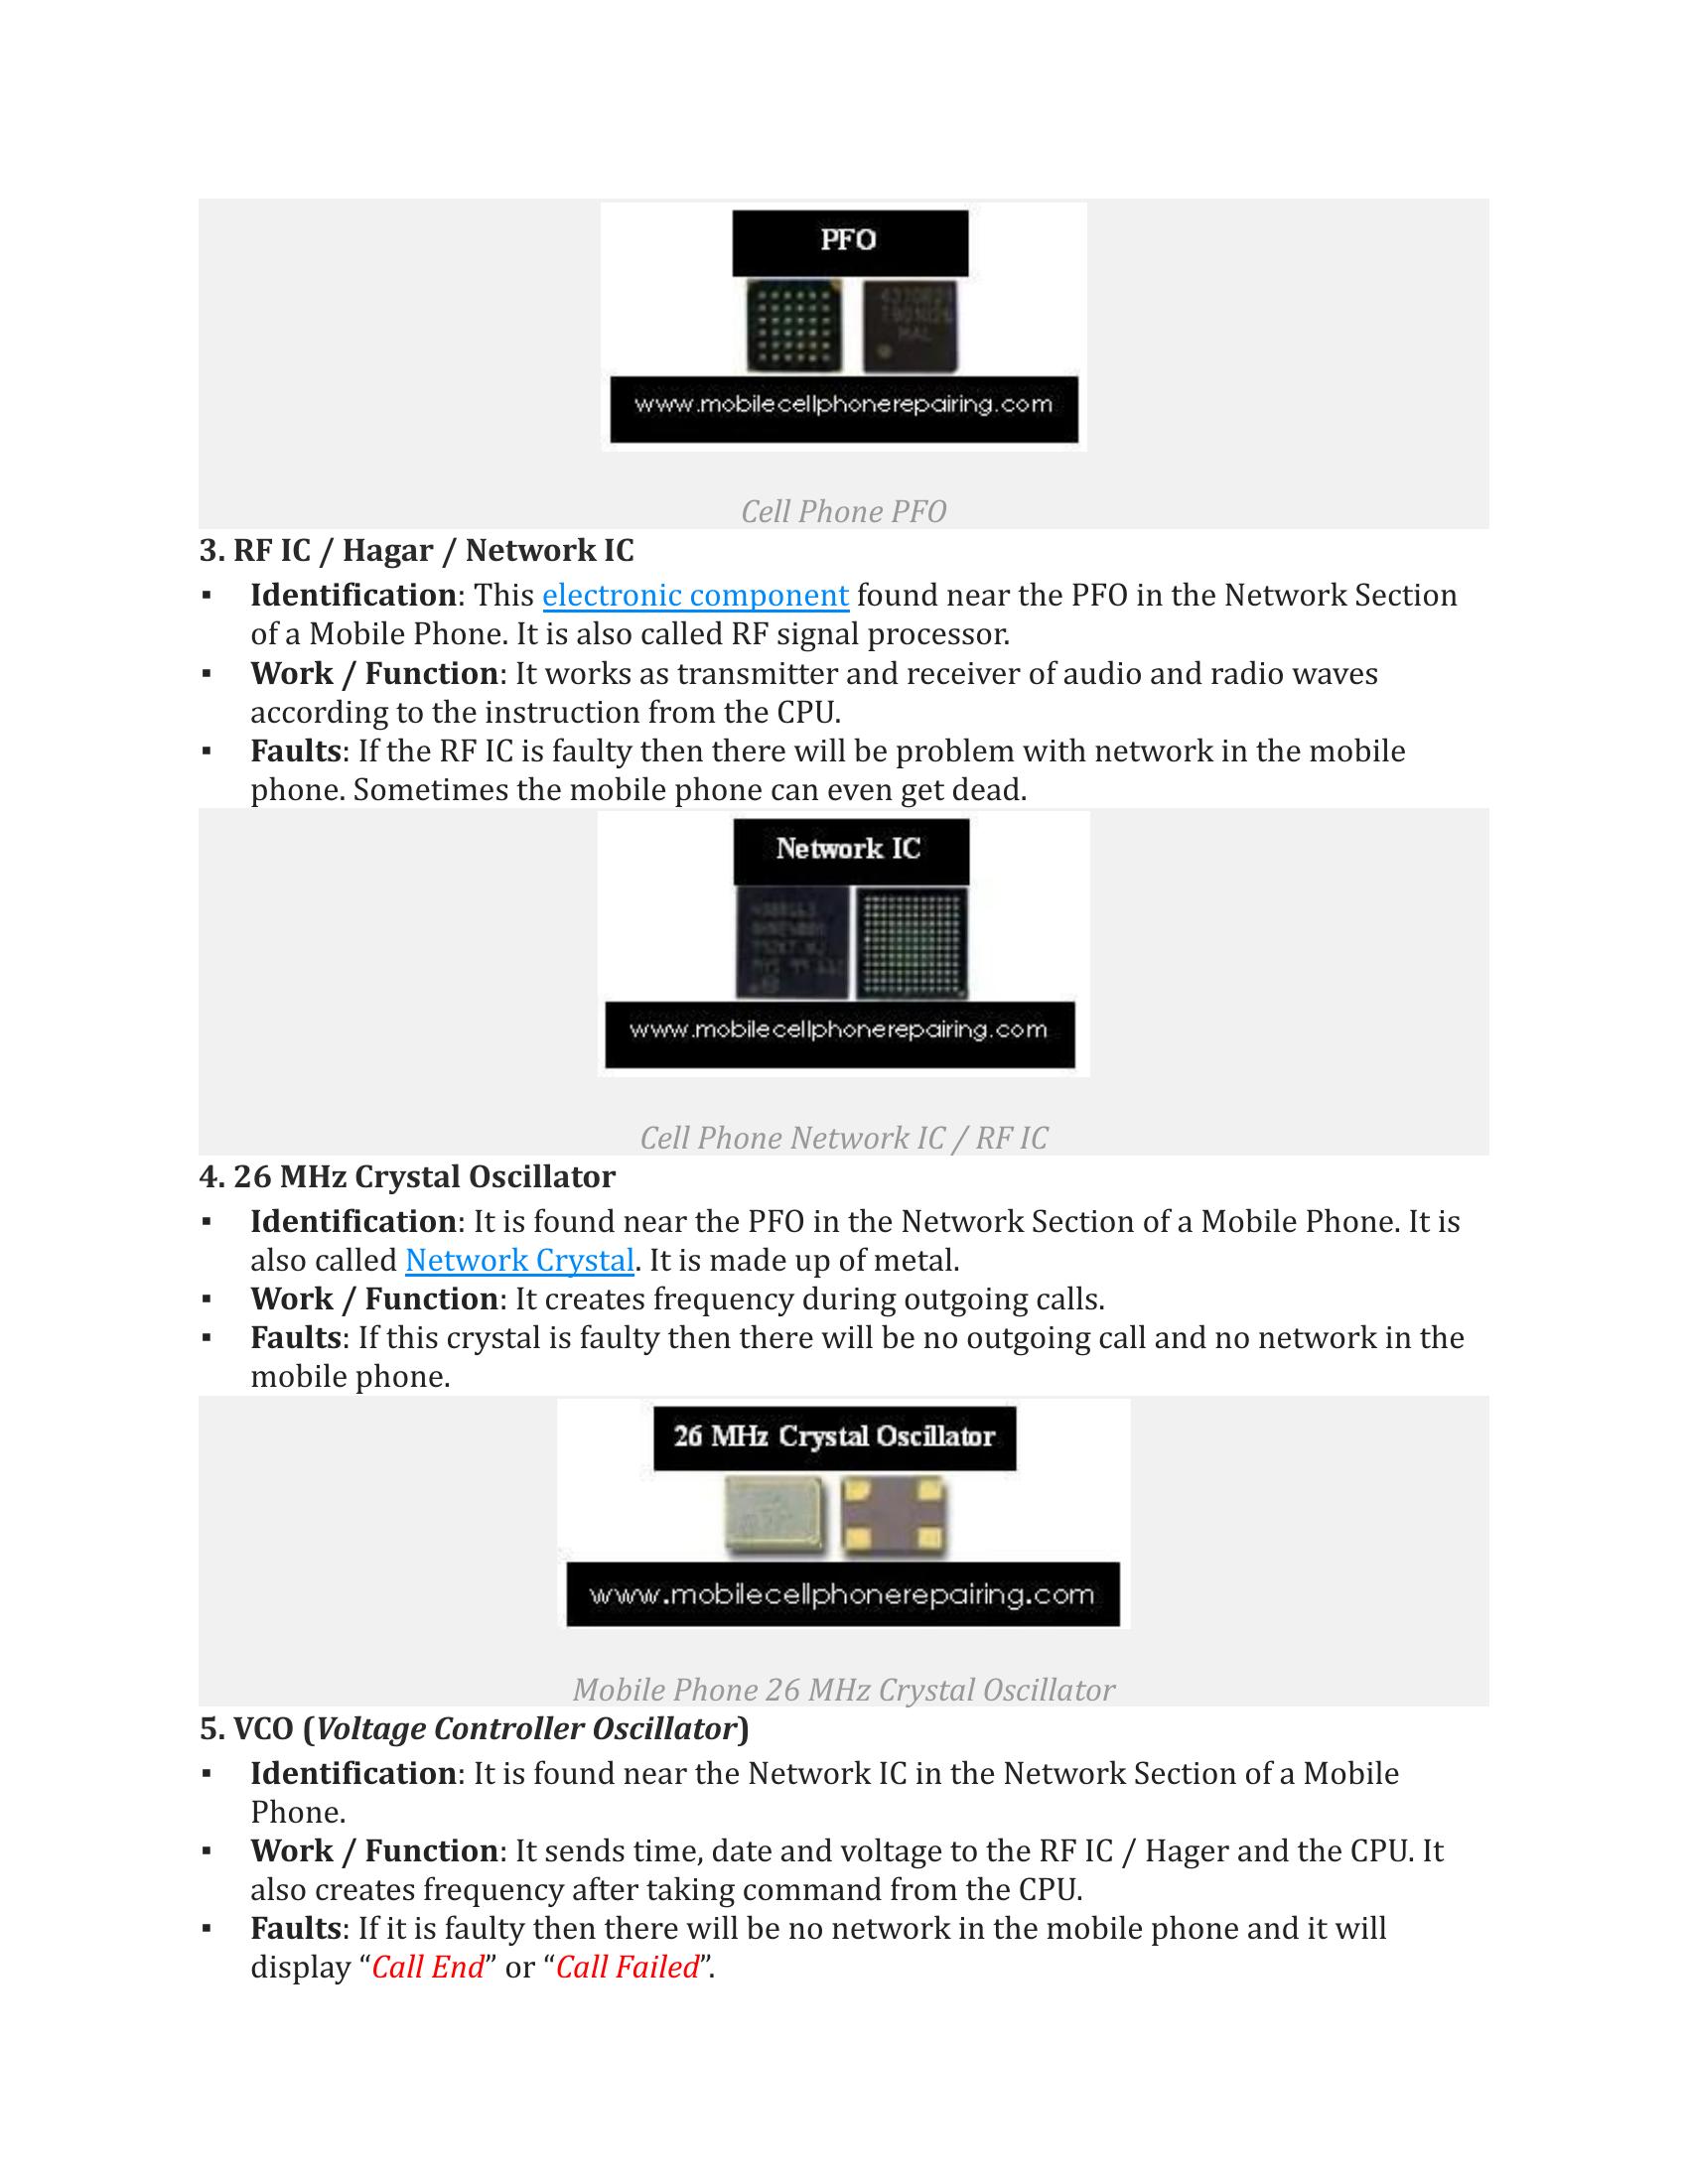 PFO
HAL
www.mobilecellphonerepairing.com
Cell Phone PFO
3. RF IC / Hagar / Network IC
▪ Identification: This electronic component found near the PFO in the Network Section
of a Mobile Phone. It is also called RF signal processor.
▪ Work / Function: It works as transmitter and receiver of audio and radio waves
according to the instruction from the CPU.
▪ Faults: If the RF IC is faulty then there will be problem with network in the mobile
phone. Sometimes the mobile phone can even get dead.
Network IC
www.mobilecellphonerepairing.com
Cell Phone Network IC / RF IC
4. 26 MHz Crystal Oscillator
▪ Identification: It is found near the PFO in the Network Section of a Mobile Phone. It is
also called Network Crystal. It is made up of metal.
▪ Work / Function: It creates frequency during outgoing calls.
▪ Faults: If this crystal is faulty then there will be no outgoing call and no network in the
mobile phone.
26 MHz Crystal Oscillator
www.mobilecellphonerepairing.com
Mobile Phone 26 MHz Crystal Oscillator
5. VCO (Voltage Controller Oscillator)
▪ Identification: It is found near the Network IC in the Network Section of a Mobile
Phone.
▪ Work / Function: It sends time, date and voltage to the RF IC / Hager and the CPU. It
also creates frequency after taking command from the CPU.
▪ Faults: If it is faulty then there will be no network in the mobile phone and it will
display “Call End” or “Call Failed”.